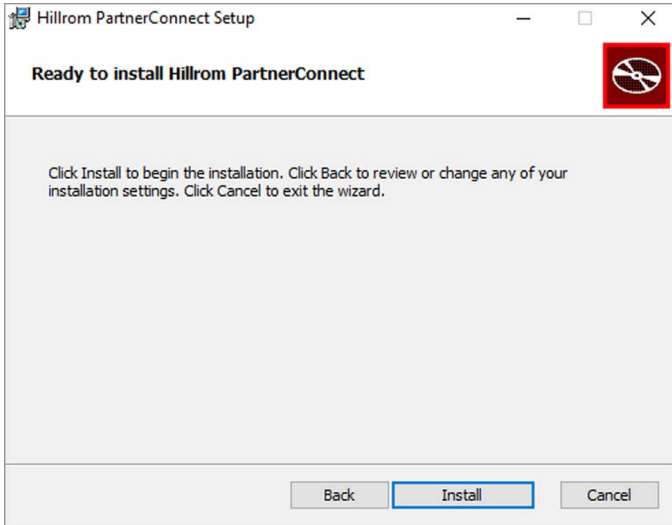 Hillrom PartnerConnect Setup
Ready to install Hillrom PartnerConnect
Click Install to begin the installation. Click Back to review or change any of your
installation settings. Click Cancel to exit the wizard.
Back Install Cancel